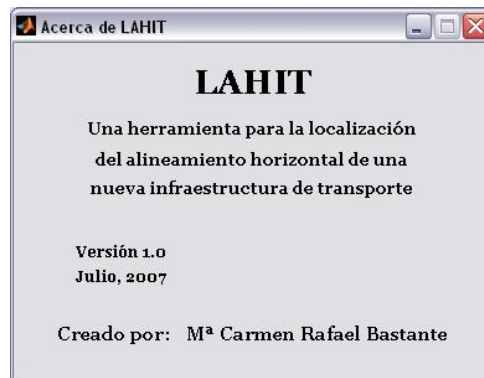 Acerca de LAHIT
LAHIT
Una herramienta para la localización
del alineamiento horizontal de una
nueva infraestructura de transporte
Versión 1.0
Julio, 2007
Creado por: Mª Carmen Rafael Bastante